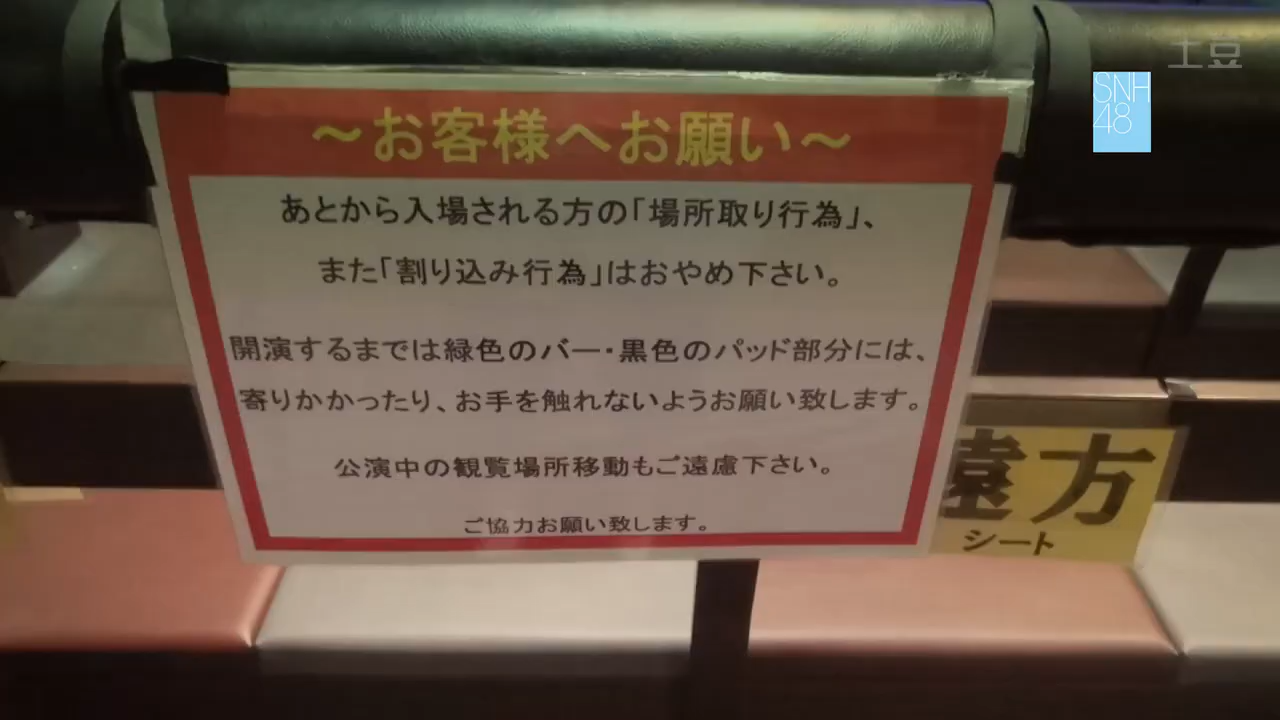 土豆
SNH
48
～お客様へお願い～
あとから入場される方の「場所取り行為」、
また「割り込み行為」はおやめ下さい。
開演するまでは緑色のバー・黒色のパッド部分には、
寄りかかったり、お手を触れないようお願い致します。
公演中の観覧場所移動もご遠慮下さい。
ご協力お願い致します。
遠方
シート